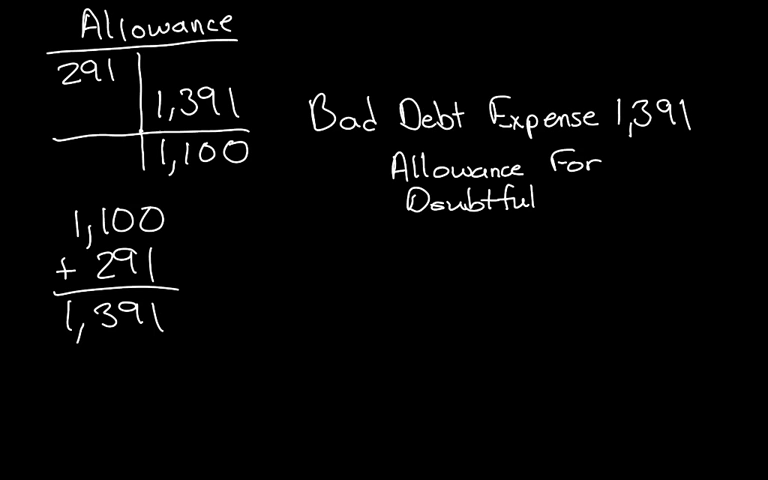 Allowance
291
1,391
1,100
1,100
+ 291
1,391
Bad Debt Expense 1,391
Allowance For
Doubtful